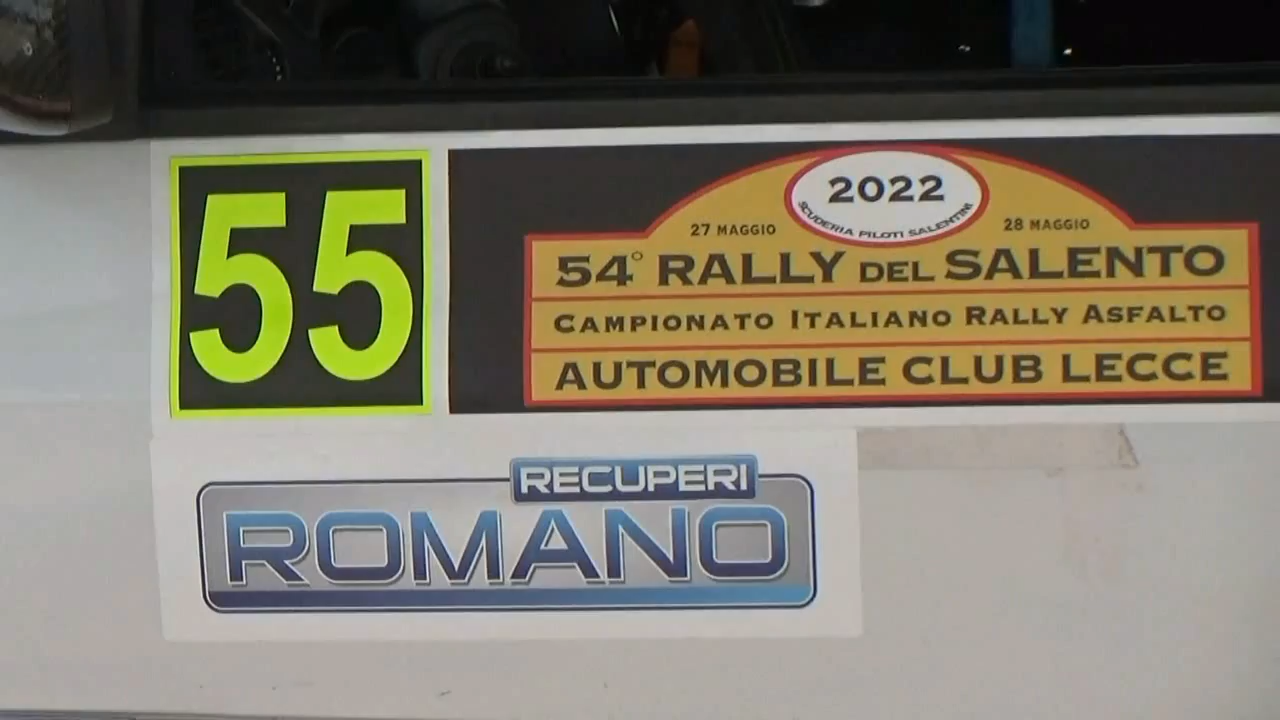 55
2022
SCUDERIA PILOTI SALENTINI
27 MAGGIO
28 MAGGIO
54° RALLY DEL SALENTO
CAMPIONATO ITALIANO RALLY ASFALTO
AUTOMOBILE CLUB LECCE
RECUPERI
ROMANO